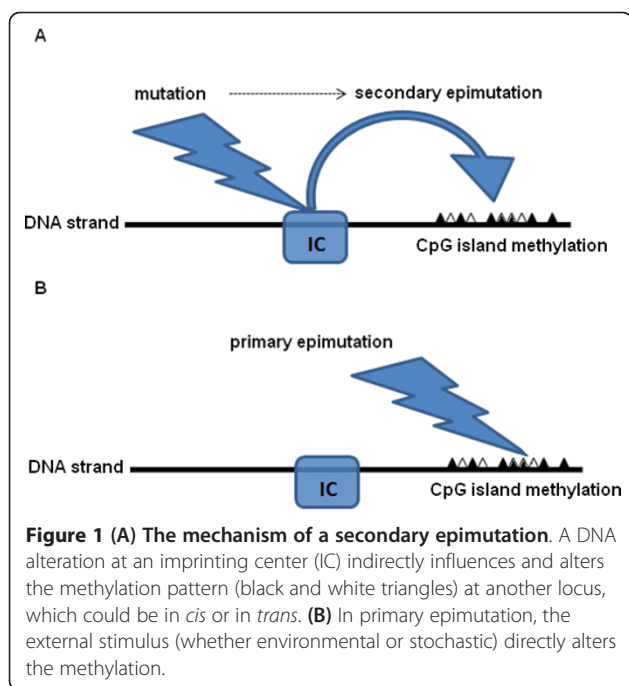 A
mutation secondary epimutation
DNA strand
IC
CpG island methylation
B
primary epimutation
DNA strand
IC
CpG island methylation
Figure 1 (A) The mechanism of a secondary epimutation. A DNA
alteration at an imprinting center (IC) indirectly influences and alters
the methylation pattern (black and white triangles) at another locus,
which could be in cis or in trans. (B) In primary epimutation, the
external stimulus (whether environmental or stochastic) directly alters
the methylation.